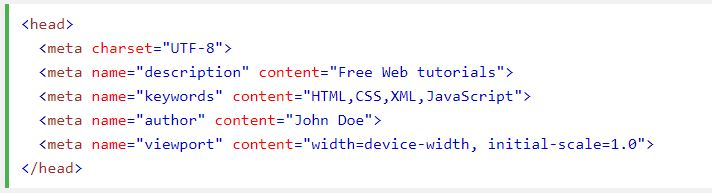 <head>
  <meta charset="UTF-8">
  <meta name="description" content="Free Web tutorials">
  <meta name="keywords" content="HTML,CSS,XML,JavaScript">
  <meta name="author" content="John Doe">
  <meta name="viewport" content="width=device-width, initial-scale=1.0">
</head>